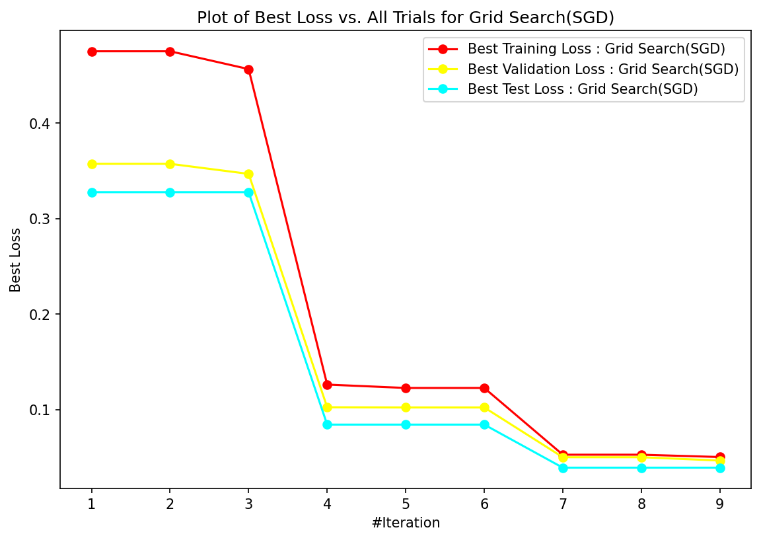 Plot of Best Loss vs. All Trials for Grid Search(SGD)
Best Training Loss : Grid Search(SGD)
Best Validation Loss : Grid Search(SGD)
Best Test Loss : Grid Search(SGD)
0.4
0.3
0.2
0.1
Best Loss
1 2 3 4 5 6 7 8 9
#Iteration